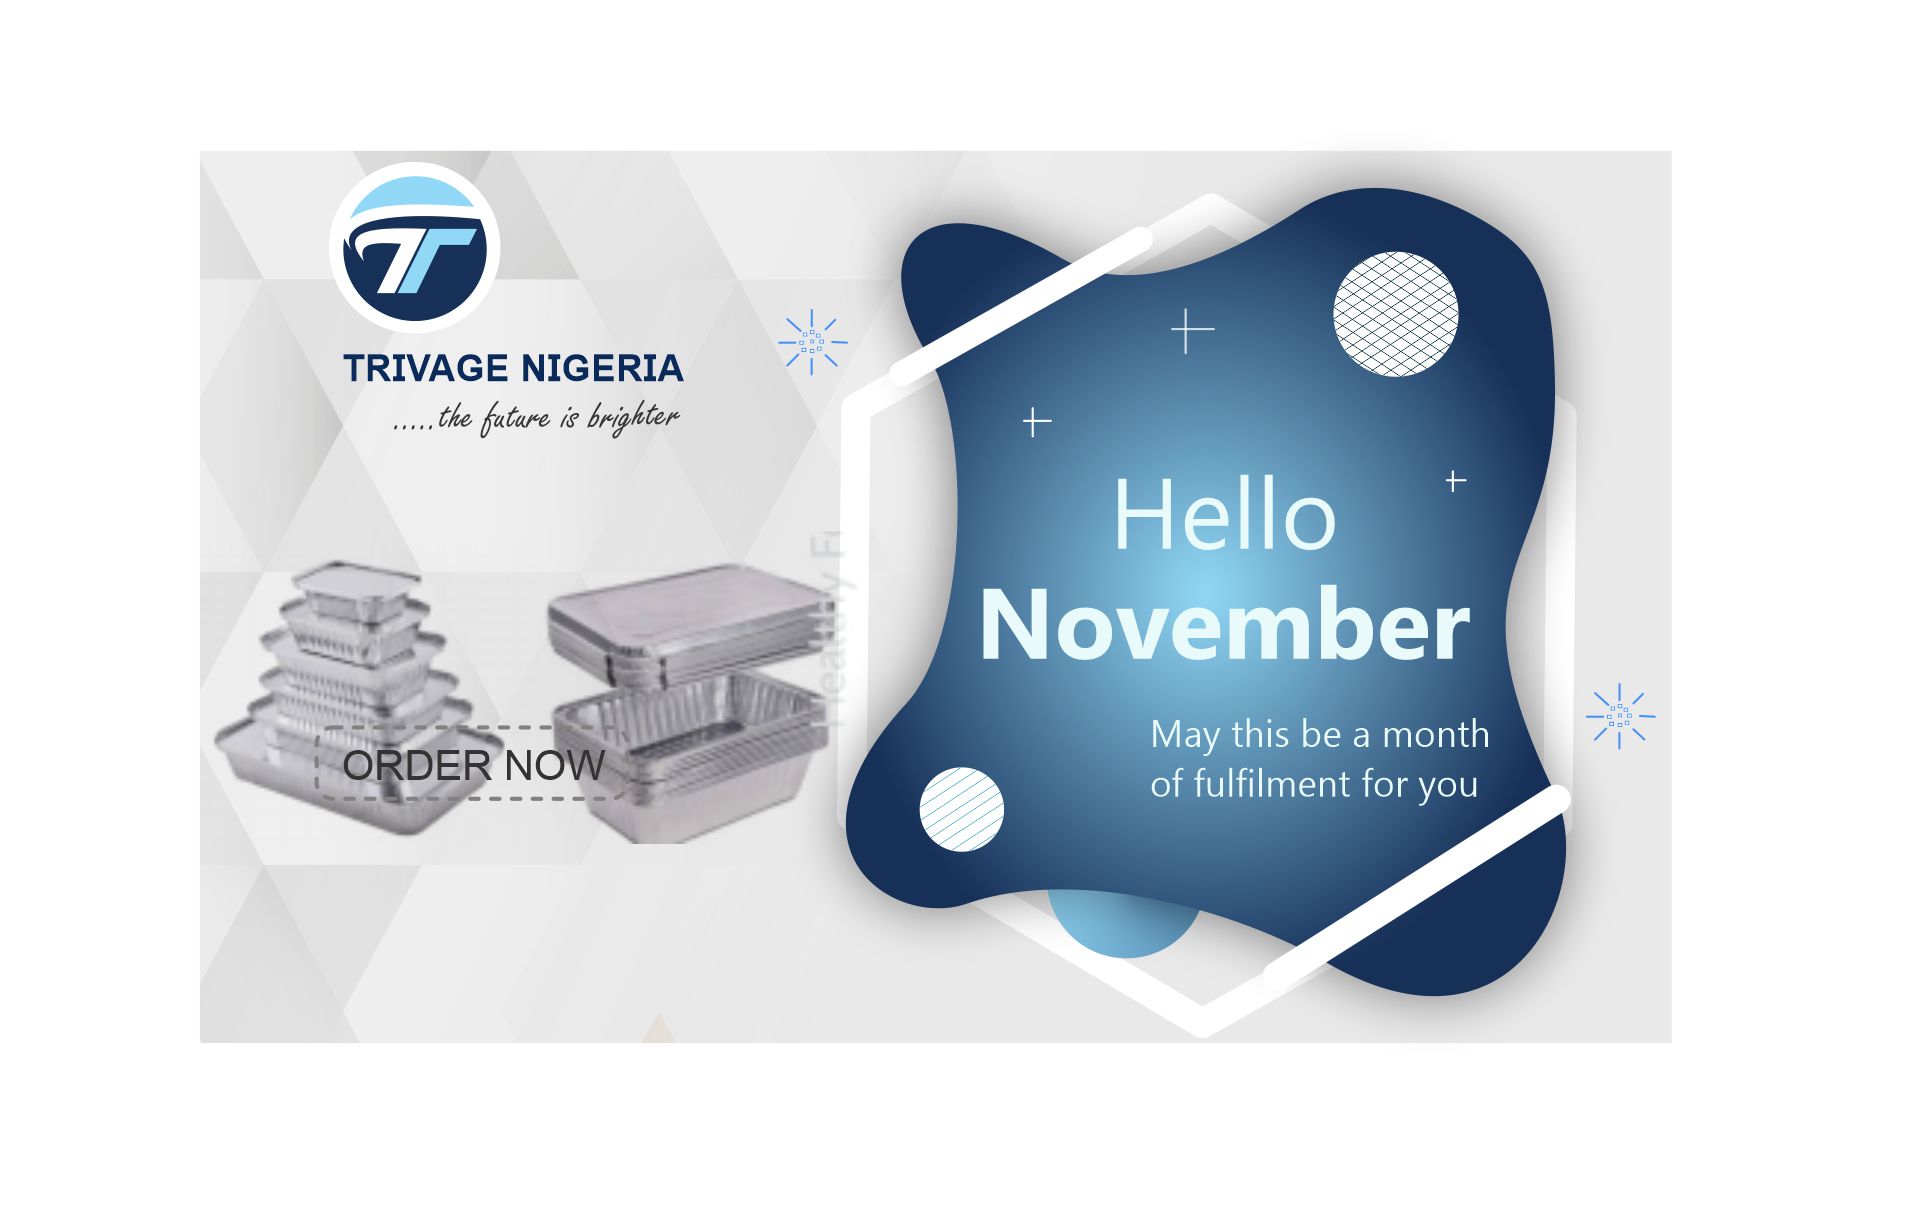 TRIVAGE NIGERIA
.....the future is brighter
ORDER NOW
Hello
November
May this be a month
of fulfilment for you